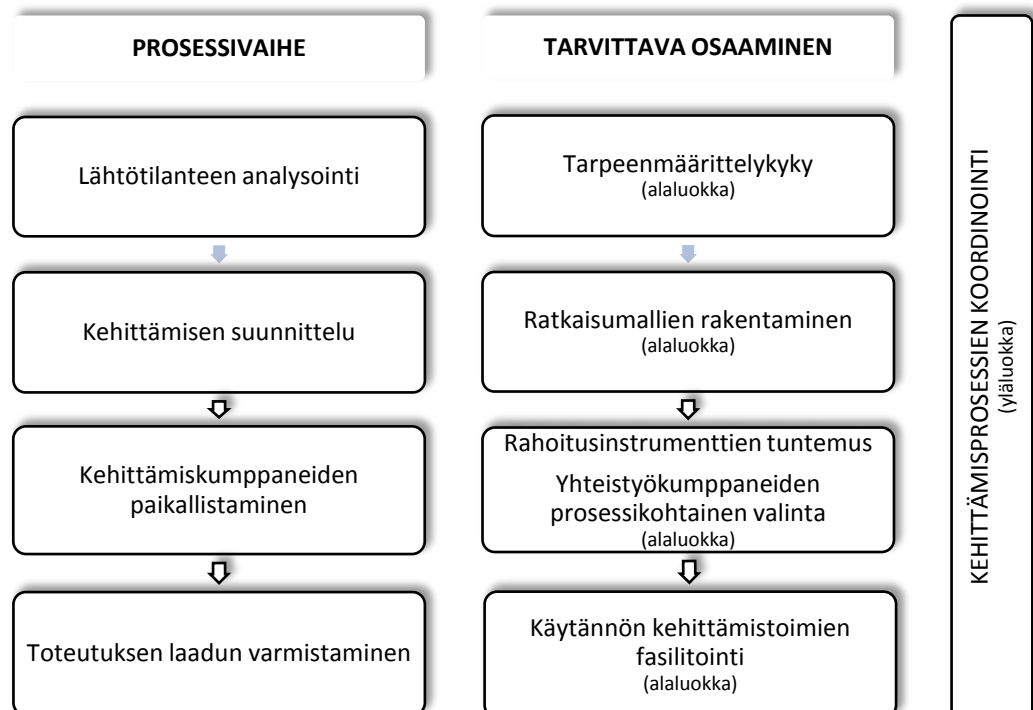 PROSESSIVAIHE
TARVITTAVA OSAAMINEN
Lähtötilanteen analysointi
Tarpeenmäärittelykyky
(alaluokka)
Kehittämisen suunnittelu
Ratkaisumallien rakentaminen
(alaluokka)
Kehittämiskumppaneiden
paikallistaminen
Rahoitusinstrumenttien tuntemus
Yhteistyökumppaneiden
prosessikohtainen valinta
(alaluokka)
Toteutuksen laadun varmistaminen
Käytännön kehittämistoimien
fasilitointi
(alaluokka)
KEHITTÄMISPROSESSIEN KOORDINOINTI
(yläluokka)